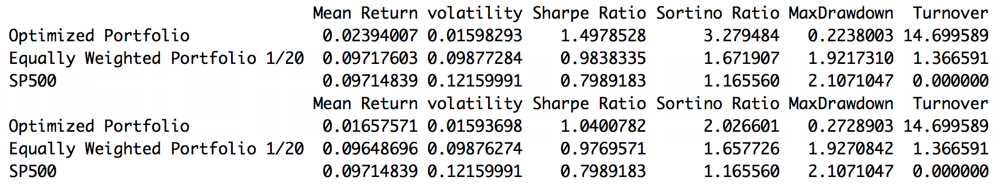 Mean Return volatility Sharpe Ratio Sortino Ratio MaxDrawdown Turnover
Optimized Portfolio 0.02394007 0.01598293 1.4978528 3.279484 0.2238003 14.699589
Equally Weighted Portfolio 1/20 0.09717603 0.09877284 0.9838335 1.671907 1.9217310 1.366591
SP500 0.09714839 0.12159991 0.7989183 1.165560 2.1071047 0.000000
Mean Return volatility Sharpe Ratio Sortino Ratio MaxDrawdown Turnover
Optimized Portfolio 0.01657571 0.01593698 1.0400782 2.026601 0.2728903 14.699589
Equally Weighted Portfolio 1/20 0.09648696 0.09876274 0.9769571 1.657726 1.9270842 1.366591
SP500 0.09714839 0.12159991 0.7989183 1.165560 2.1071047 0.000000